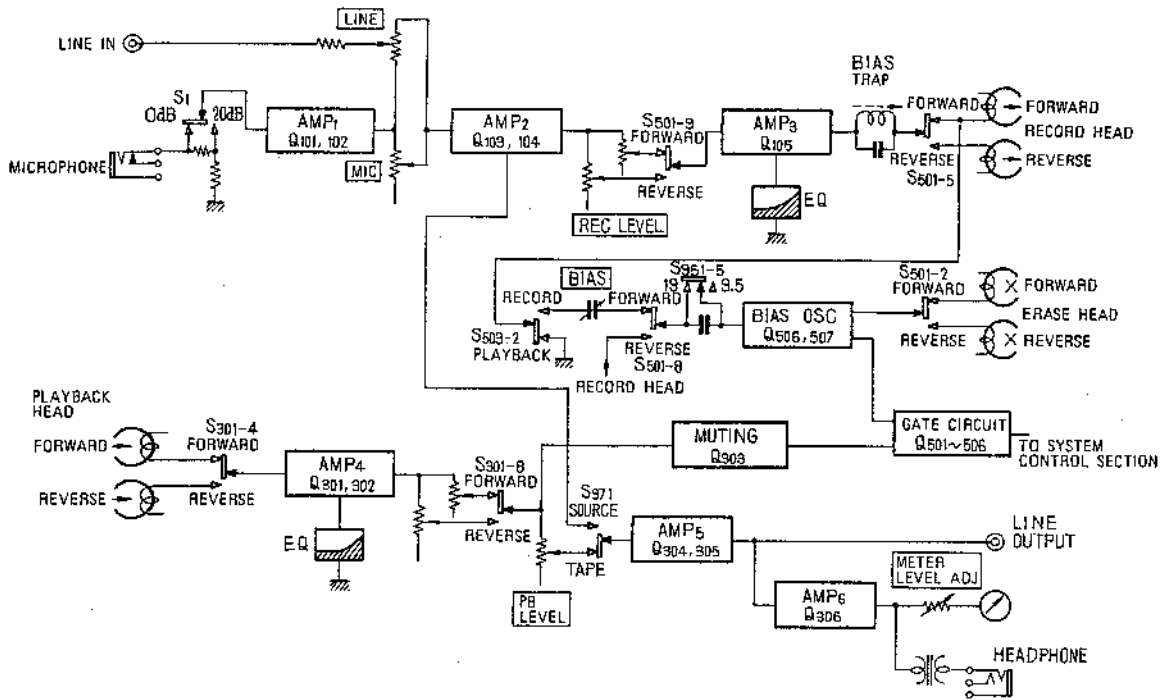 LINE IN
LINE
S1
0dB
20dB
MICROPHONE
AMP1
Q101, 102
MIC
AMP2
Q103, 104
S501-9
FORWARD
REVERSE
REC LEVEL
AMP3
Q105
EQ
BIAS
TRAP
FORWARD
REVERSE
S501-5
FORWARD
RECORD HEAD
REVERSE
BIAS
RECORD
FORWARD
S503-2
PLAYBACK
REVERSE
S501-8
RECORD HEAD
S951-5
19
9.5
BIAS OSC
Q506, 507
S501-2
FORWARD
REVERSE
FORWARD
ERASE HEAD
REVERSE
PLAYBACK
HEAD
FORWARD
REVERSE
S301-4
FORWARD
REVERSE
AMP4
Q301, 302
EQ
S301-8
FORWARD
REVERSE
MUTING
Q303
GATE CIRCUIT
Q501~506
TO SYSTEM
CONTROL SECTION
S971
SOURCE
TAPE
PB
LEVEL
AMP5
Q304, 305
LINE
OUTPUT
AMP6
Q306
METER
LEVEL ADJ
HEADPHONE